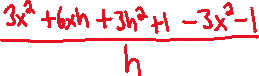 3x² + 6xh + 3h² + 1 - 3x² - 1
h